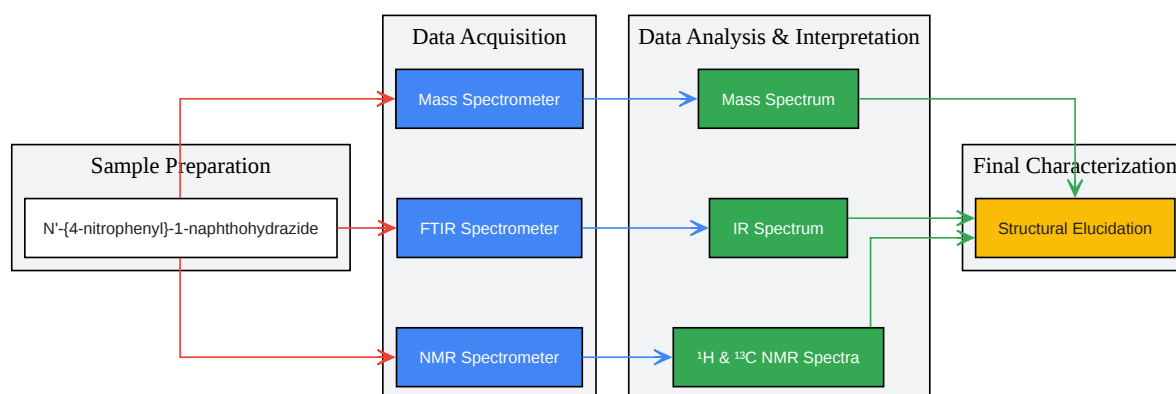 Data Acquisition
Data Analysis & Interpretation
Mass Spectrometer
Mass Spectrum
Sample Preparation
Final Characterization
N'-{4-nitrophenyl}-1-naphthohydrazide
FTIR Spectrometer
IR Spectrum
Structural Elucidation
NMR Spectrometer
¹H & ¹³C NMR Spectra